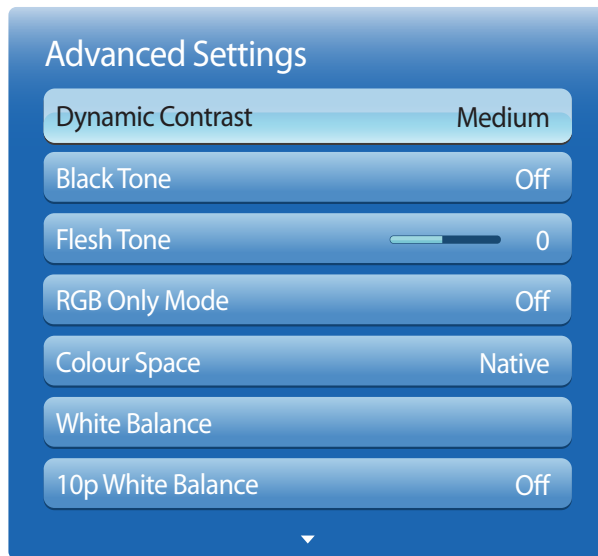 Advanced Settings
Dynamic Contrast Medium
Black Tone Off
Flesh Tone 0
RGB Only Mode Off
Colour Space Native
White Balance
10p White Balance Off